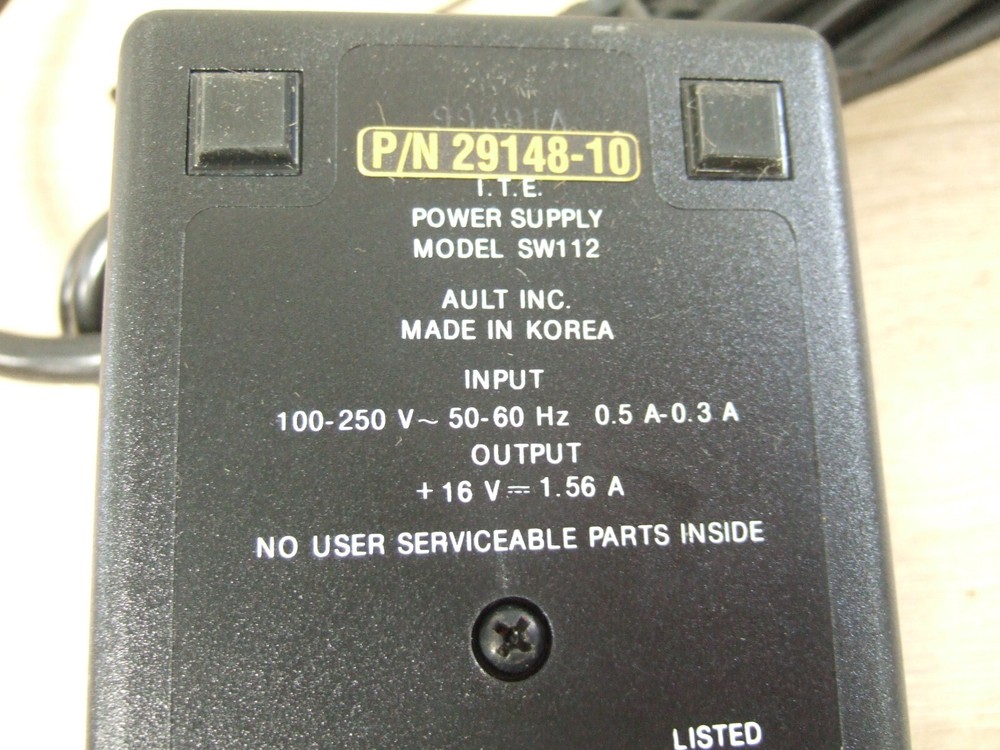 P/N 29148-10
I.T.E.
POWER SUPPLY
MODEL SW112
AULT INC.
MADE IN KOREA
INPUT
100-250 V~ 50-60 Hz 0.5 A-0.3 A
OUTPUT
+16 V⎓ 1.56 A
NO USER SERVICEABLE PARTS INSIDE
LISTED